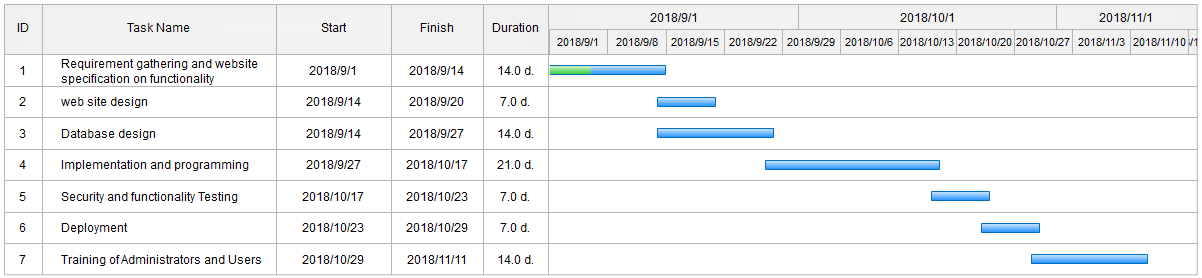 ID Task Name Start Finish Duration 2018/9/1 2018/10/1 2018/11/1
2018/9/1 2018/9/8 2018/9/15 2018/9/22 2018/9/29 2018/10/6 2018/10/13 2018/10/20 2018/10/27 2018/11/3 2018/11/10
1 Requirement gathering and website specification on functionality 2018/9/1 2018/9/14 14.0 d.
2 web site design 2018/9/14 2018/9/20 7.0 d.
3 Database design 2018/9/14 2018/9/27 14.0 d.
4 Implementation and programming 2018/9/27 2018/10/17 21.0 d.
5 Security and functionality Testing 2018/10/17 2018/10/23 7.0 d.
6 Deployment 2018/10/23 2018/10/29 7.0 d.
7 Training of Administrators and Users 2018/10/29 2018/11/11 14.0 d.